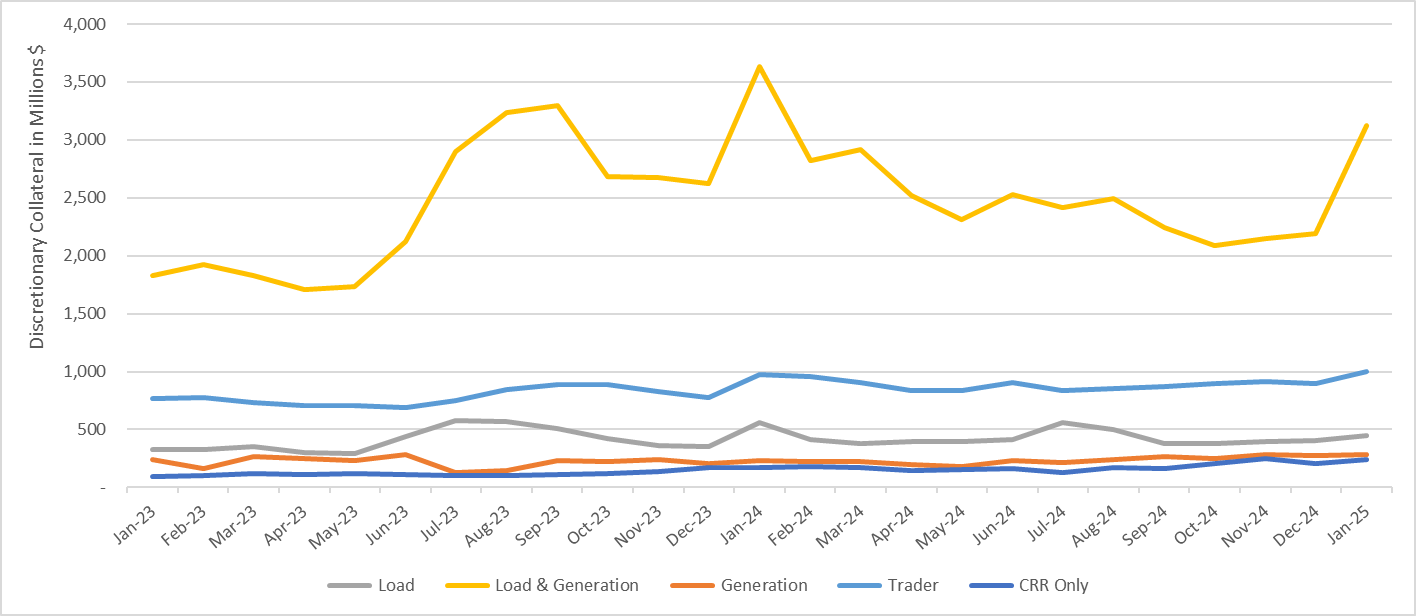 Discretionary Collateral in Millions $
4,000
3,500
3,000
2,500
2,000
1,500
1,000
500
-
Jan-23
Feb-23
Mar-23
Apr-23
May-23
Jun-23
Jul-23
Aug-23
Sep-23
Oct-23
Nov-23
Dec-23
Jan-24
Feb-24
Mar-24
Apr-24
May-24
Jun-24
Jul-24
Aug-24
Sep-24
Oct-24
Nov-24
Dec-24
Jan-25
Load
Load & Generation
Generation
Trader
CRR Only